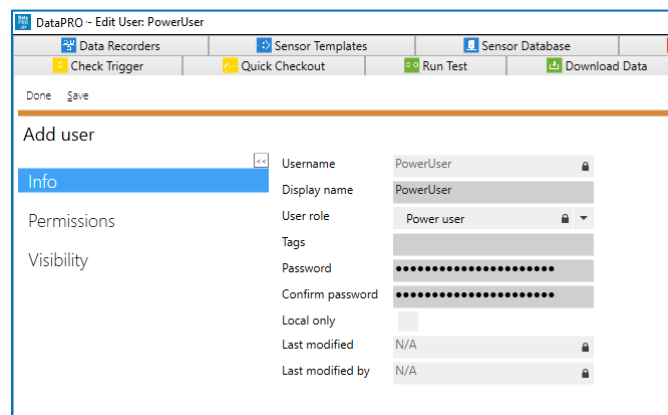 DataPRO - Edit User: PowerUser
Data Recorders Sensor Templates Sensor Database
Check Trigger Quick Checkout Run Test Download Data
Done Save
Add user
<<
Info
Permissions
Visibility
Username PowerUser
Display name PowerUser
User role Power user
Tags
Password ●●●●●●●●●●●●●●●●●●●●●●
Confirm password ●●●●●●●●●●●●●●●●●●●●●●
Local only
Last modified N/A
Last modified by N/A